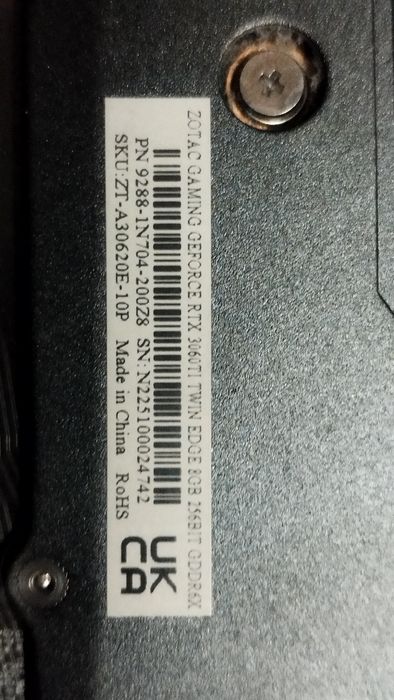 ZOTAC GAMING GEFORCE RTX 3060TI TWIN EDGE 8GB 256BIT GDDR6X
PN 9288-1N704-200Z8 SN: N225100024742
SKU:ZT-A30620E-10P Made in China RoHS
UK
CA